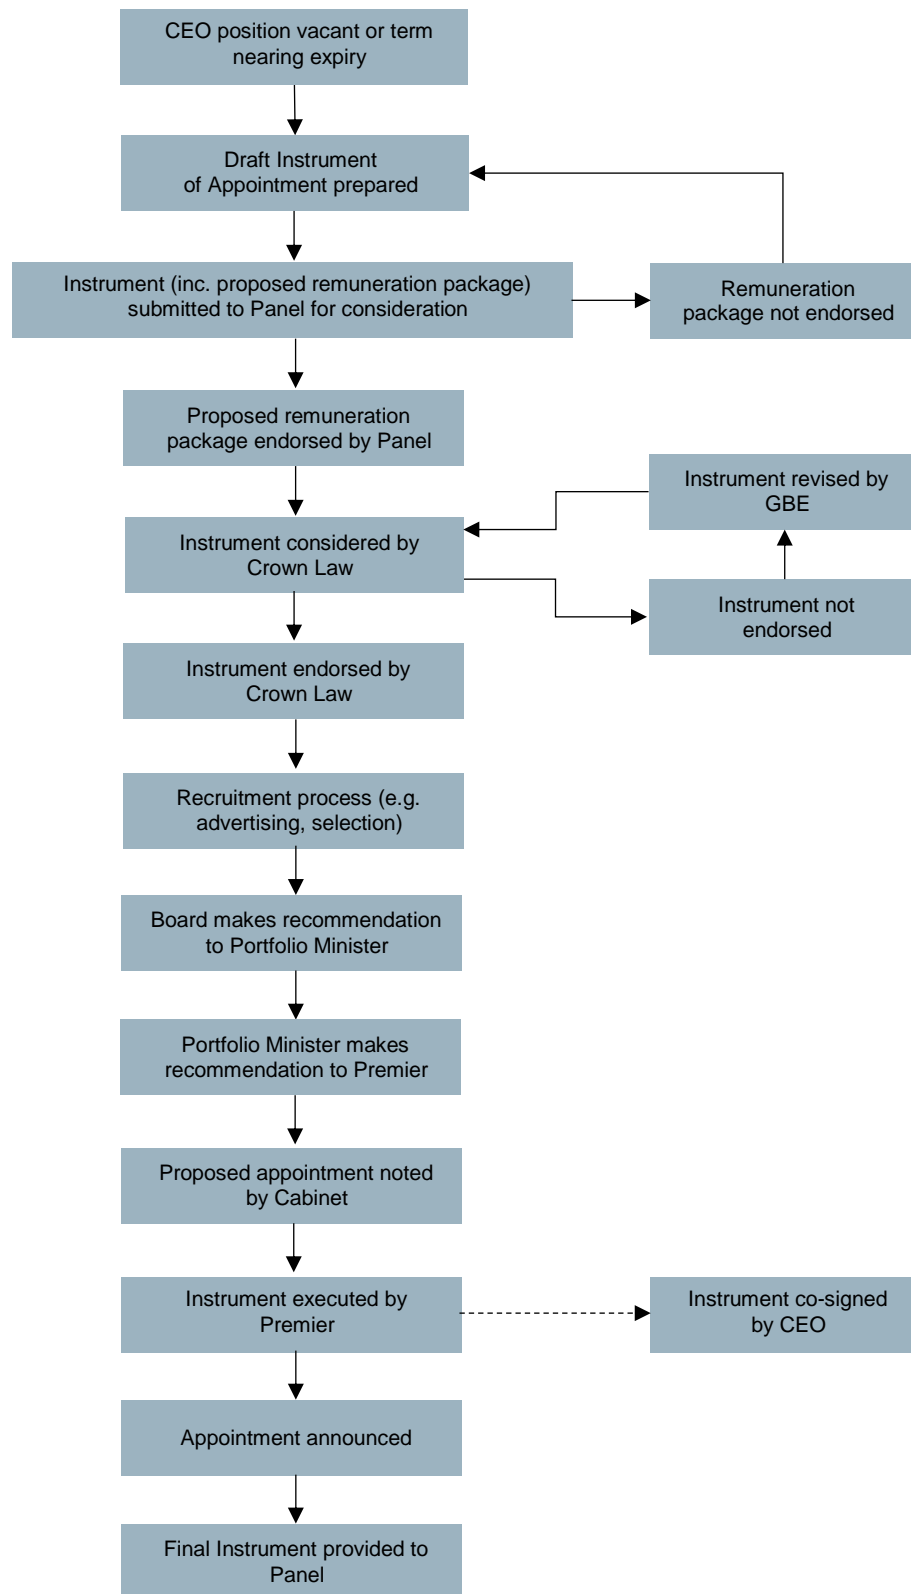 CEO position vacant or term
nearing expiry
Draft Instrument
of Appointment prepared
Instrument (inc. proposed remuneration package)
submitted to Panel for consideration
Remuneration
package not endorsed
Proposed remuneration
package endorsed by Panel
Instrument revised by
GBE
Instrument considered by
Crown Law
Instrument not
endorsed
Instrument endorsed by
Crown Law
Recruitment process (e.g.
advertising, selection)
Board makes recommendation
to Portfolio Minister
Portfolio Minister makes
recommendation to Premier
Proposed appointment noted
by Cabinet
Instrument executed by
Premier
Instrument co-signed
by CEO
Appointment announced
Final Instrument provided to
Panel